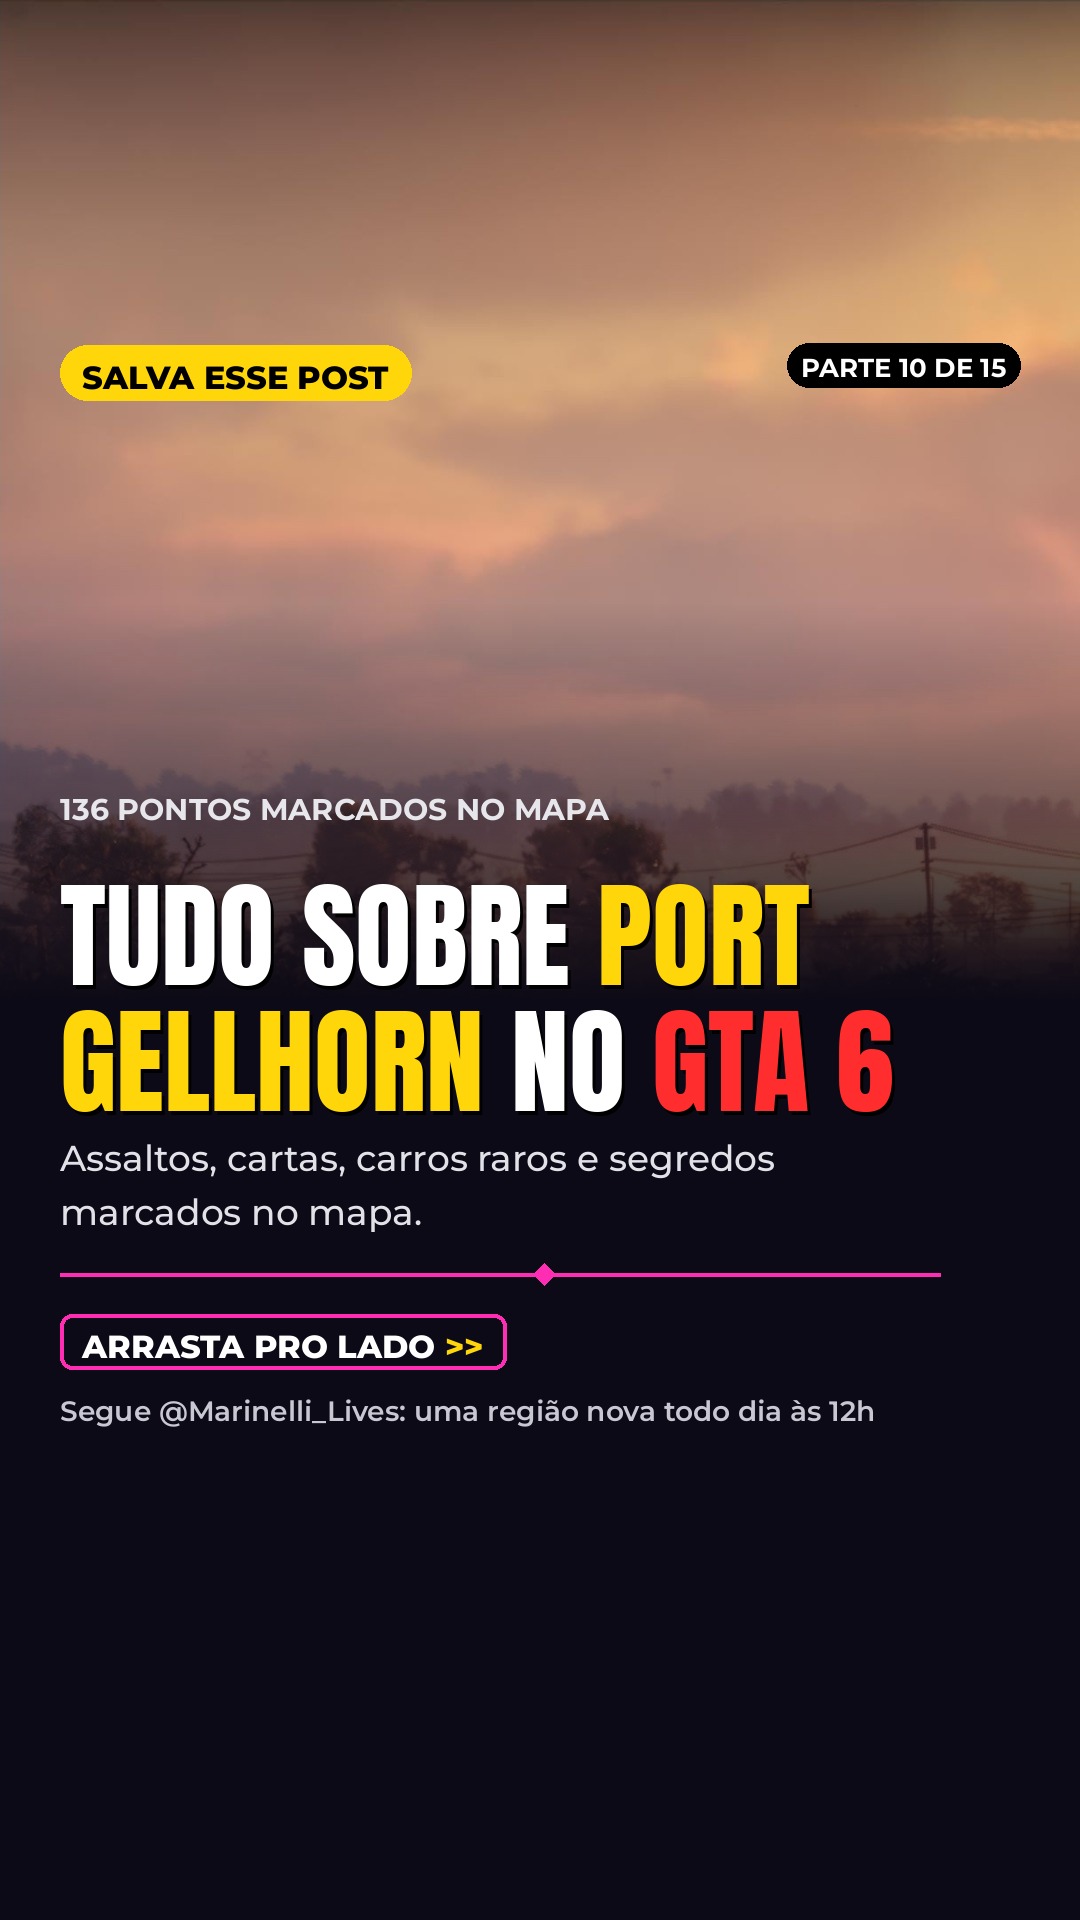 SALVA ESSE POST
PARTE 10 DE 15
136 PONTOS MARCADOS NO MAPA
TUDO SOBRE PORT
GELLHORN NO GTA 6
Assaltos, cartas, carros raros e segredos
marcados no mapa.
ARRASTA PRO LADO >>
Segue @Marinelli_Lives: uma região nova todo dia às 12h